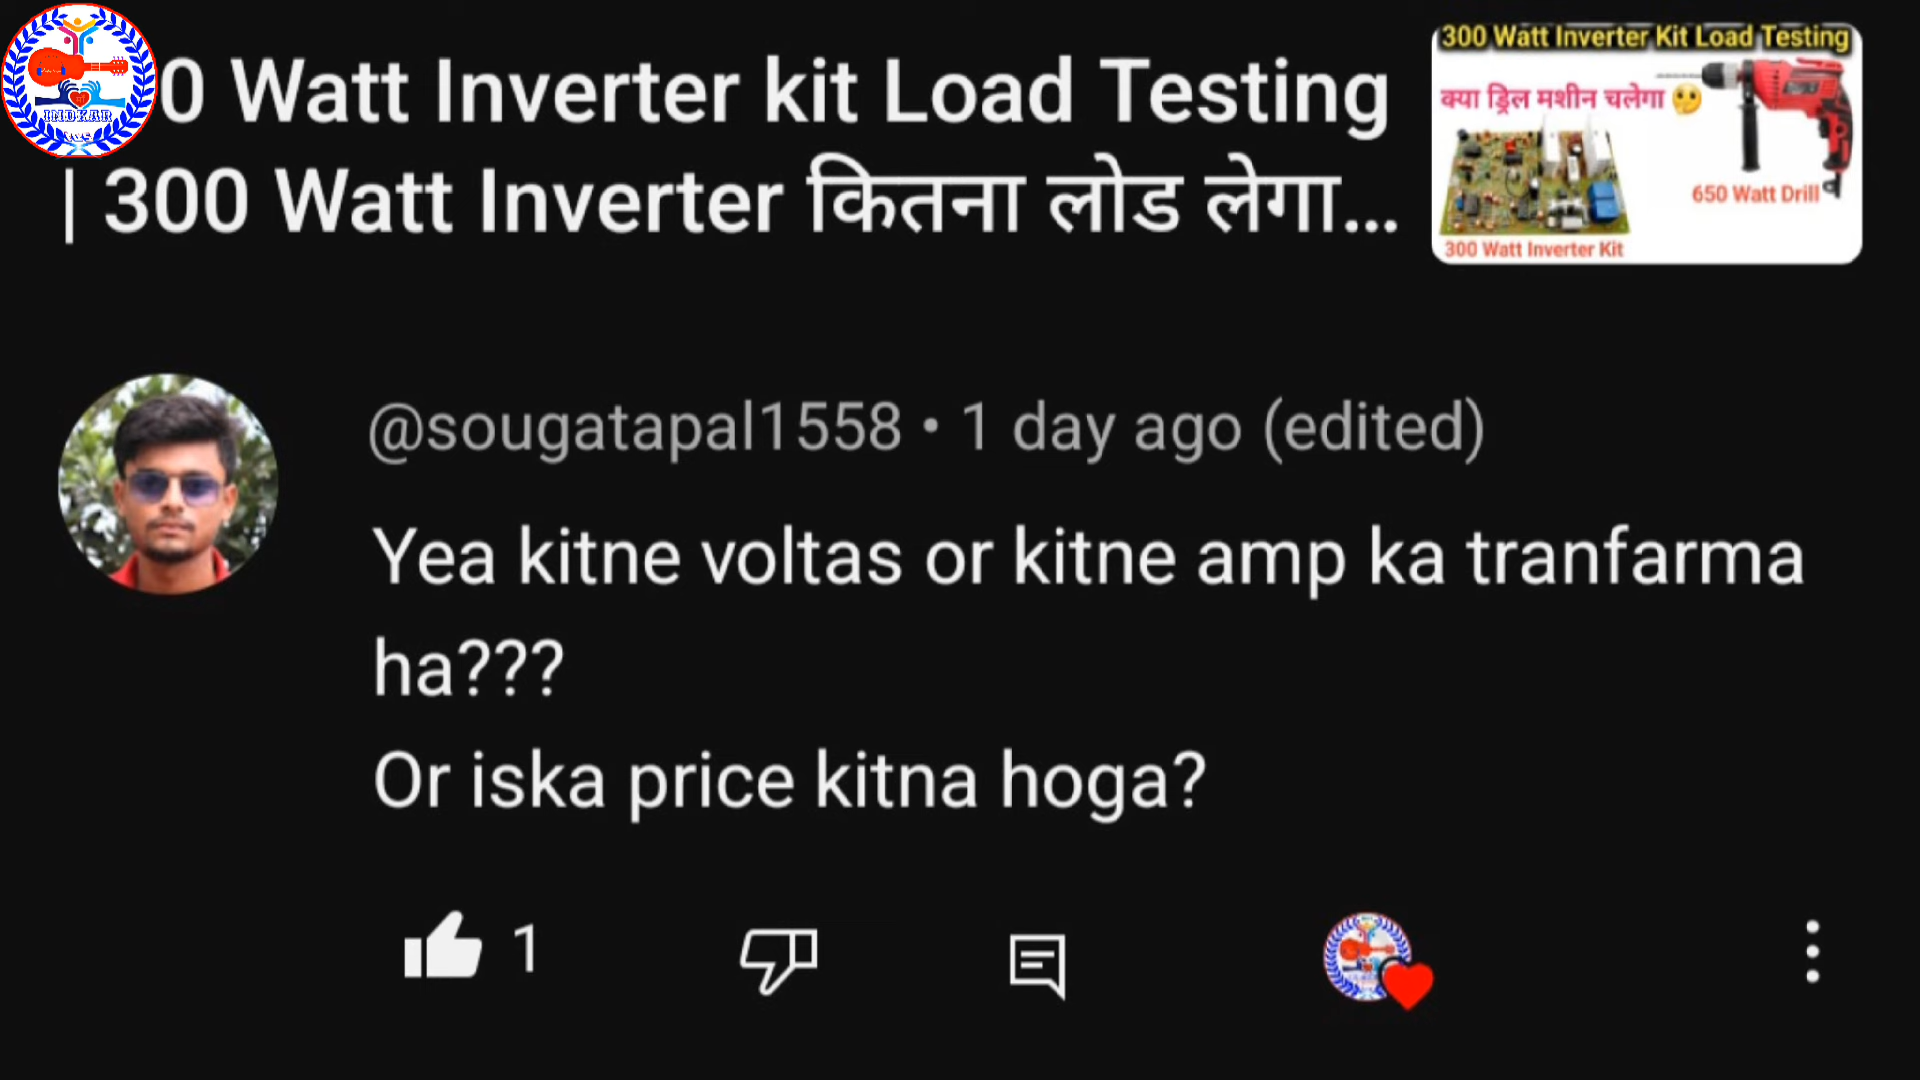 INDKAR
0 Watt Inverter kit Load Testing
| 300 Watt Inverter कितना लोड लेगा...
300 Watt Inverter Kit Load Testing
क्या ड्रिल मशीन चलेगा 🤔
650 Watt Drill
300 Watt Inverter Kit
@sougatapal1558 • 1 day ago (edited)
Yea kitne voltas or kitne amp ka tranfarma
ha???
Or iska price kitna hoga?
1